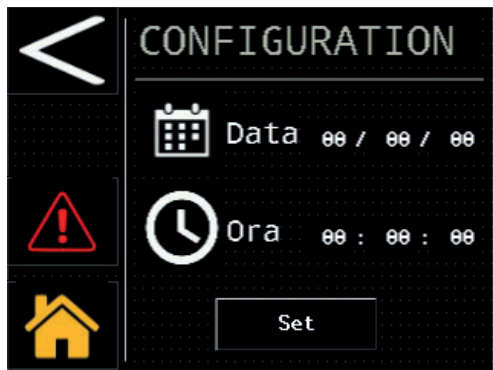 CONFIGURATION
Data 00 / 00 / 00
Ora 00 : 00 : 00
Set